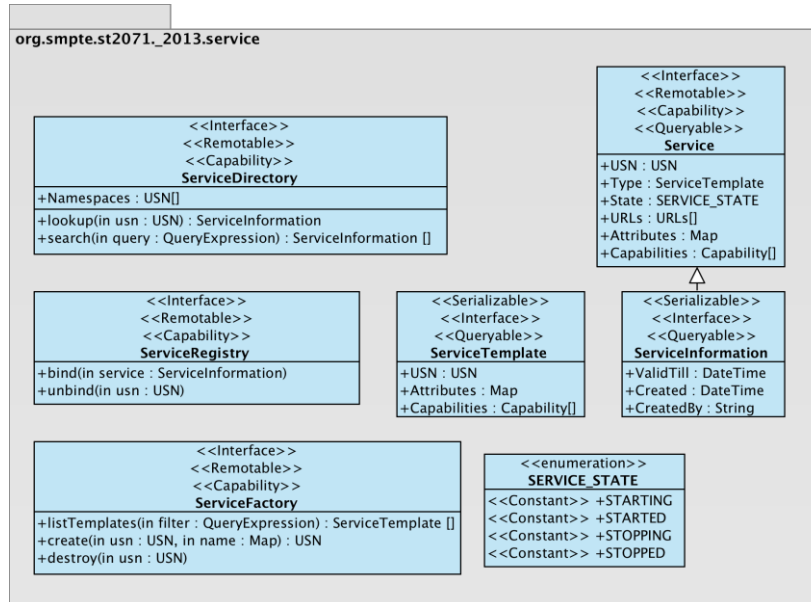 org.smpte.st2071._2013.service
<<Interface>>
<<Remotable>>
<<Capability>>
<<Queryable>>
Service
+USN : USN
+Type : ServiceTemplate
+State : SERVICE_STATE
+URLs : URLs[]
+Attributes : Map
+Capabilities : Capability[]
<<Interface>>
<<Remotable>>
<<Capability>>
ServiceDirectory
+Namespaces : USN[]
+lookup(in usn : USN) : ServiceInformation
+search(in query : QueryExpression) : ServiceInformation []
<<Interface>>
<<Remotable>>
<<Capability>>
ServiceRegistry
+bind(in service : ServiceInformation)
+unbind(in usn : USN)
<<Serializable>>
<<Interface>>
<<Queryable>>
ServiceTemplate
+USN : USN
+Attributes : Map
+Capabilities : Capability[]
<<Serializable>>
<<Interface>>
<<Queryable>>
ServiceInformation
+ValidTill : DateTime
+Created : DateTime
+CreatedBy : String
<<Interface>>
<<Remotable>>
<<Capability>>
ServiceFactory
+listTemplates(in filter : QueryExpression) : ServiceTemplate []
+create(in usn : USN, in name : Map) : USN
+destroy(in usn : USN)
<<enumeration>>
SERVICE_STATE
<<Constant>> +STARTING
<<Constant>> +STARTED
<<Constant>> +STOPPING
<<Constant>> +STOPPED